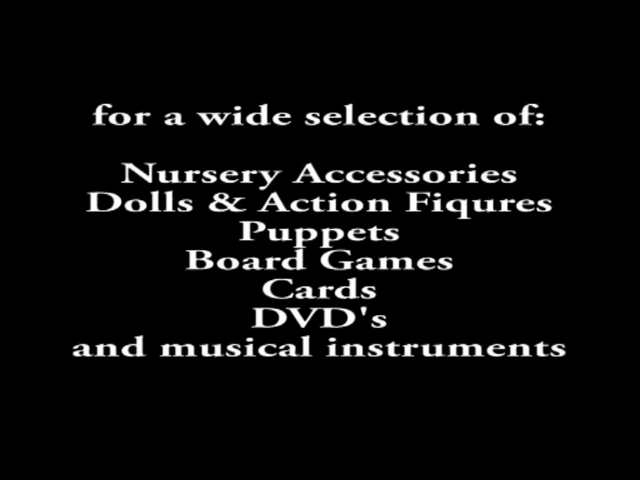 for a wide selection of:
Nursery Accessories
Dolls & Action Fiqures
Puppets
Board Games
Cards
DVD's
and musical instruments